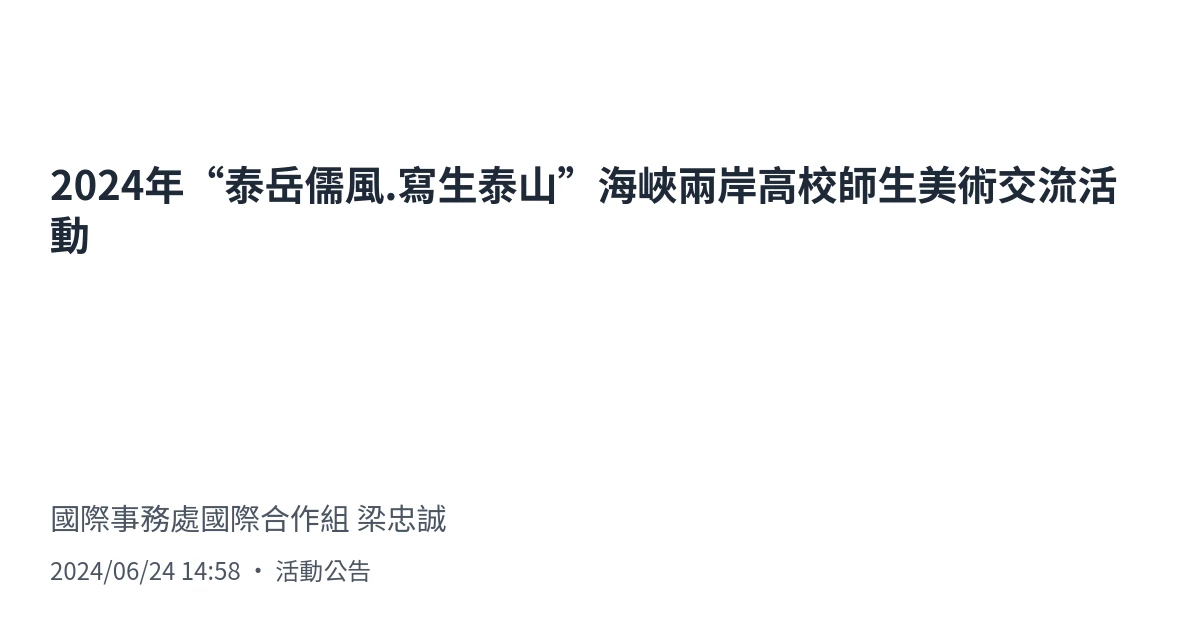 2024年“泰岳儒風.寫生泰山”海峽兩岸高校師生美術交流活
動
國際事務處國際合作組 梁忠誠
2024/06/24 14:58 • 活動公告